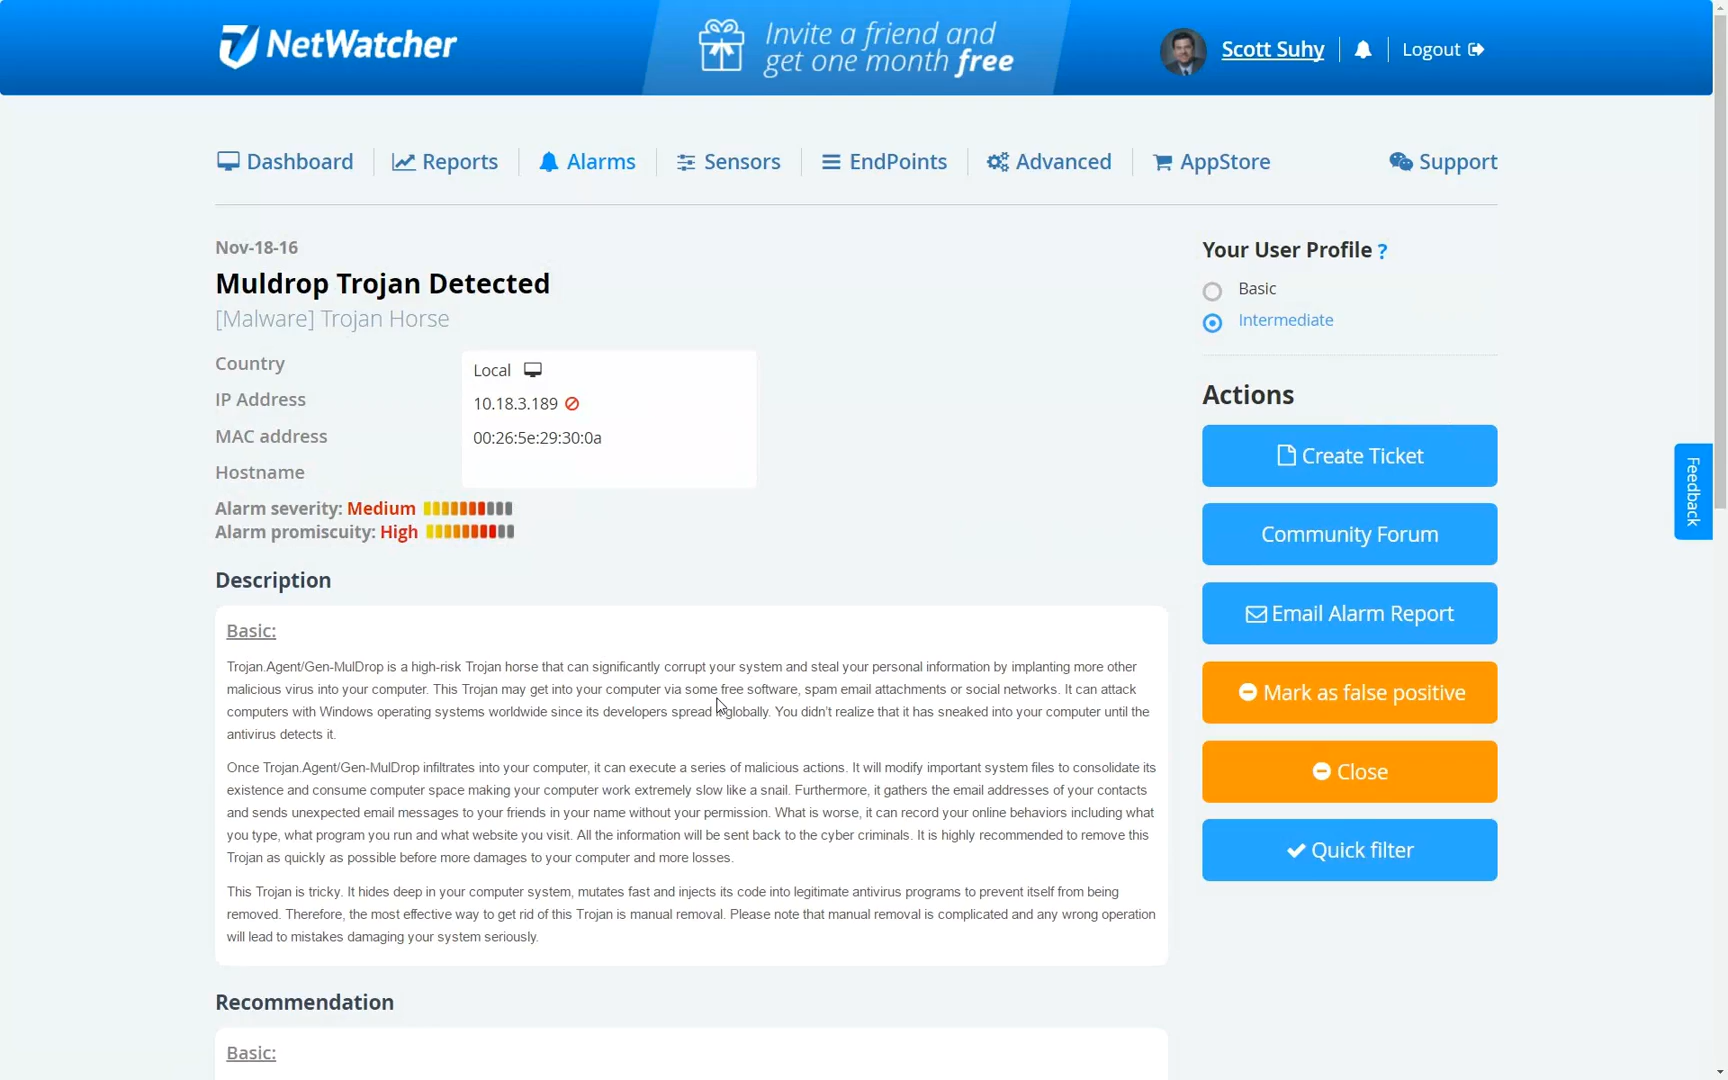 NetWatcher
Invite a friend and
get one month free
Scott Suhy
Logout
Dashboard
Reports
Alarms
Sensors
EndPoints
Advanced
AppStore
Support
Nov-18-16
Muldrop Trojan Detected
[Malware] Trojan Horse
Country
Local
IP Address
10.18.3.189
MAC address
00:26:5e:29:30:0a
Hostname
Alarm severity: Medium
Alarm promiscuity: High
Description
Basic:
Trojan.Agent/Gen-MulDrop is a high-risk Trojan horse that can significantly corrupt your system and steal your personal information by implanting more other
malicious virus into your computer. This Trojan may get into your computer via some free software, spam email attachments or social networks. It can attack
computers with Windows operating systems worldwide since its developers spread globally. You didn't realize that it has sneaked into your computer until the
antivirus detects it.
Once Trojan.Agent/Gen-MulDrop infiltrates into your computer, it can execute a series of malicious actions. It will modify important system files to consolidate its
existence and consume computer space making your computer work extremely slow like a snail. Furthermore, it gathers the email addresses of your contacts
and sends unexpected email messages to your friends in your name without your permission. What is worse, it can record your online behaviors including what
you type, what program you run and what website you visit. All the information will be sent back to the cyber criminals. It is highly recommended to remove this
Trojan as quickly as possible before more damages to your computer and more losses.
This Trojan is tricky. It hides deep in your computer system, mutates fast and injects its code into legitimate antivirus programs to prevent itself from being
removed. Therefore, the most effective way to get rid of this Trojan is manual removal. Please note that manual removal is complicated and any wrong operation
will lead to mistakes damaging your system seriously.
Recommendation
Basic:
Your User Profile ?
Basic
Intermediate
Actions
Create Ticket
Community Forum
Email Alarm Report
Mark as false positive
Close
Quick filter
Feedback